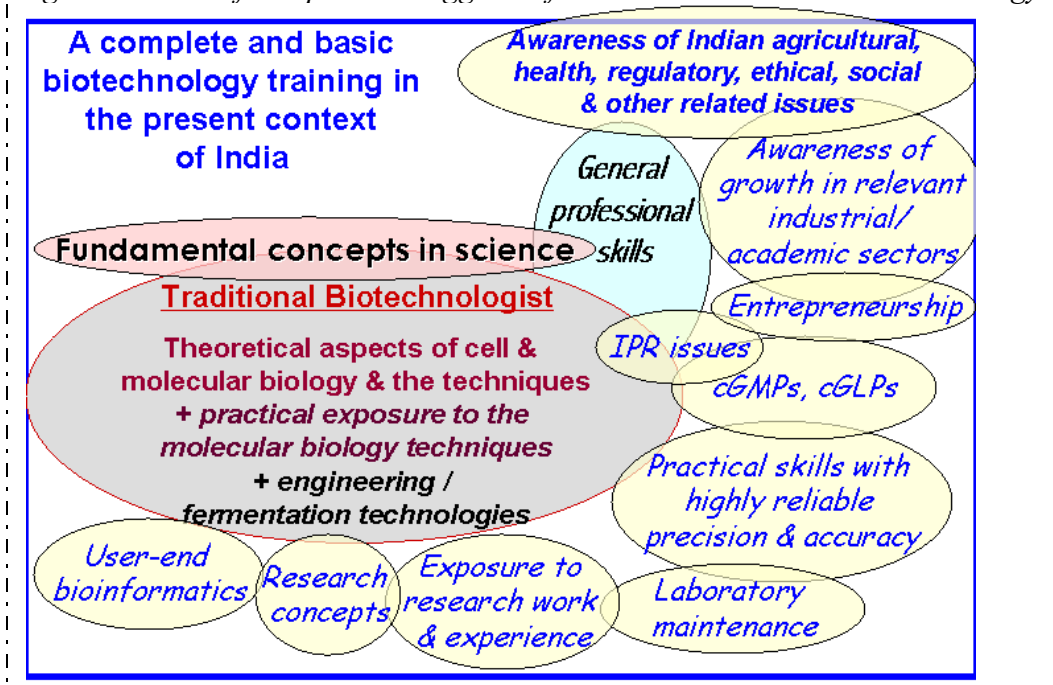 A complete and basic
biotechnology training in
the present context
of India
Awareness of Indian agricultural,
health, regulatory, ethical, social
& other related issues
General
professional
skills
Awareness of
growth in relevant
industrial/
academic sectors
Fundamental concepts in science
Traditional Biotechnologist
Theoretical aspects of cell &
molecular biology & the techniques
+ practical exposure to the
molecular biology techniques
+ engineering /
fermentation technologies
Entrepreneurship
IPR issues
cGMPs, cGLPs
Practical skills with
highly reliable
precision & accuracy
User-end
bioinformatics
Research
concepts
Exposure to
research work
& experience
Laboratory
maintenance